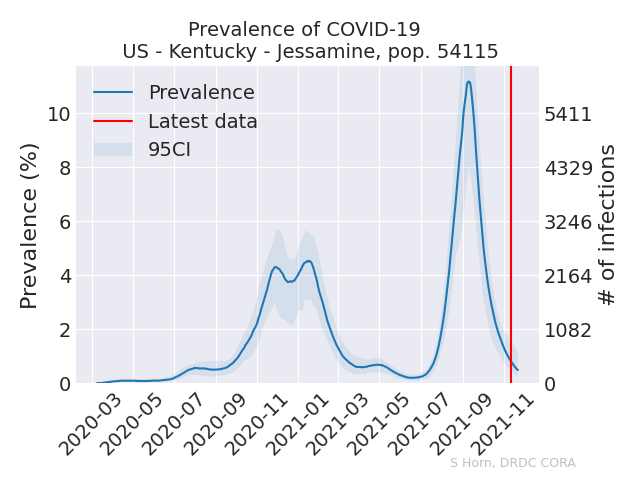 Prevalence of COVID-19
US - Kentucky - Jessamine, pop. 54115
Prevalence
Latest data
95CI
Prevalence (%)
10
8
6
4
2
0
5411
4329
3246
2164
1082
0
# of infections
2020-03
2020-05
2020-07
2020-09
2020-11
2021-01
2021-03
2021-05
2021-07
2021-09
2021-11
S Horn, DRDC CORA